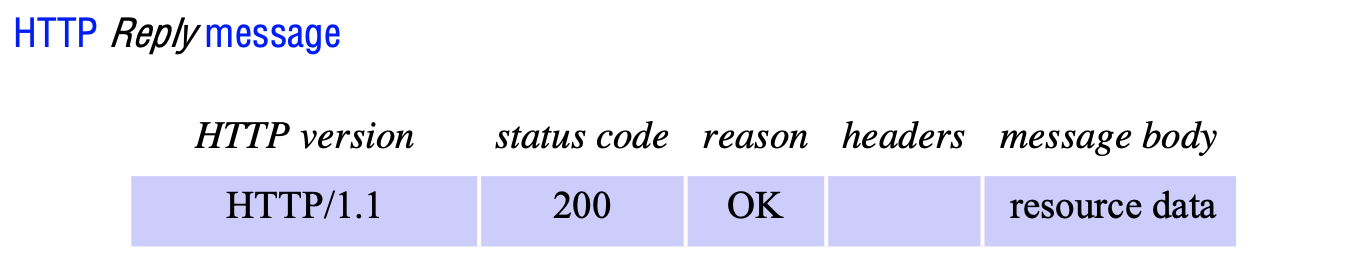 HTTP Reply message
HTTP version status code reason headers message body
HTTP/1.1 200 OK resource data